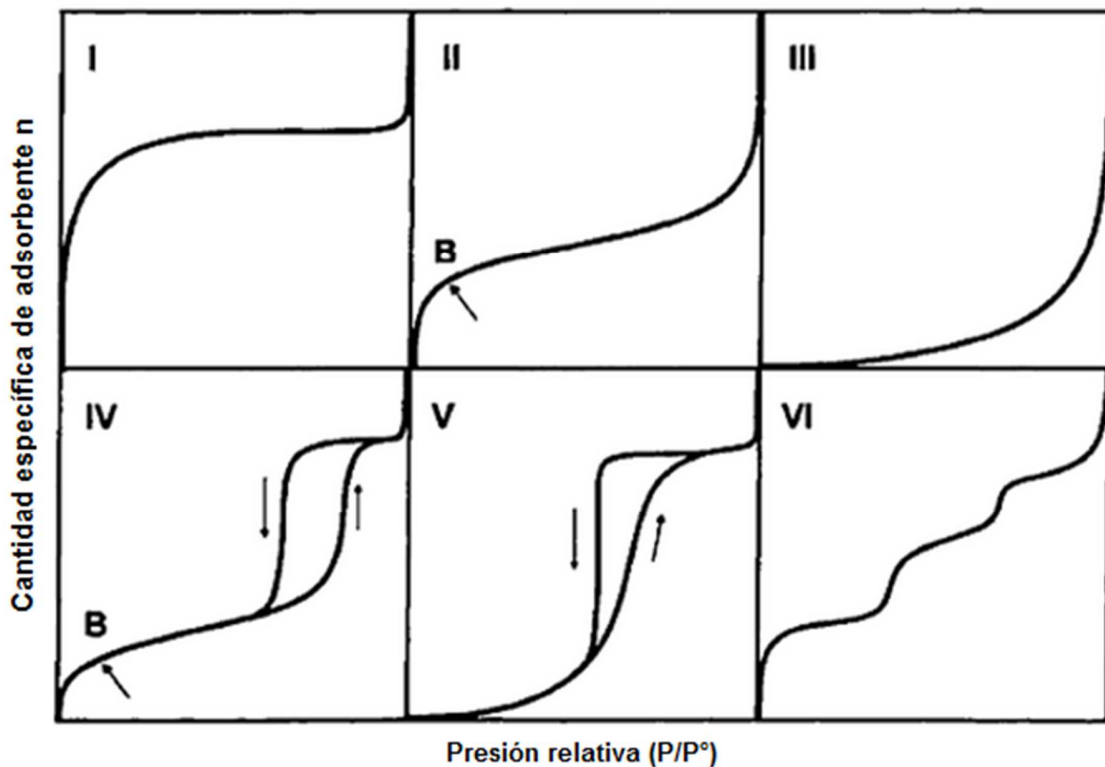 Cantidad específica de adsorbente n
I
II
III
B
IV
V
VI
B
Presión relativa (P/P°)